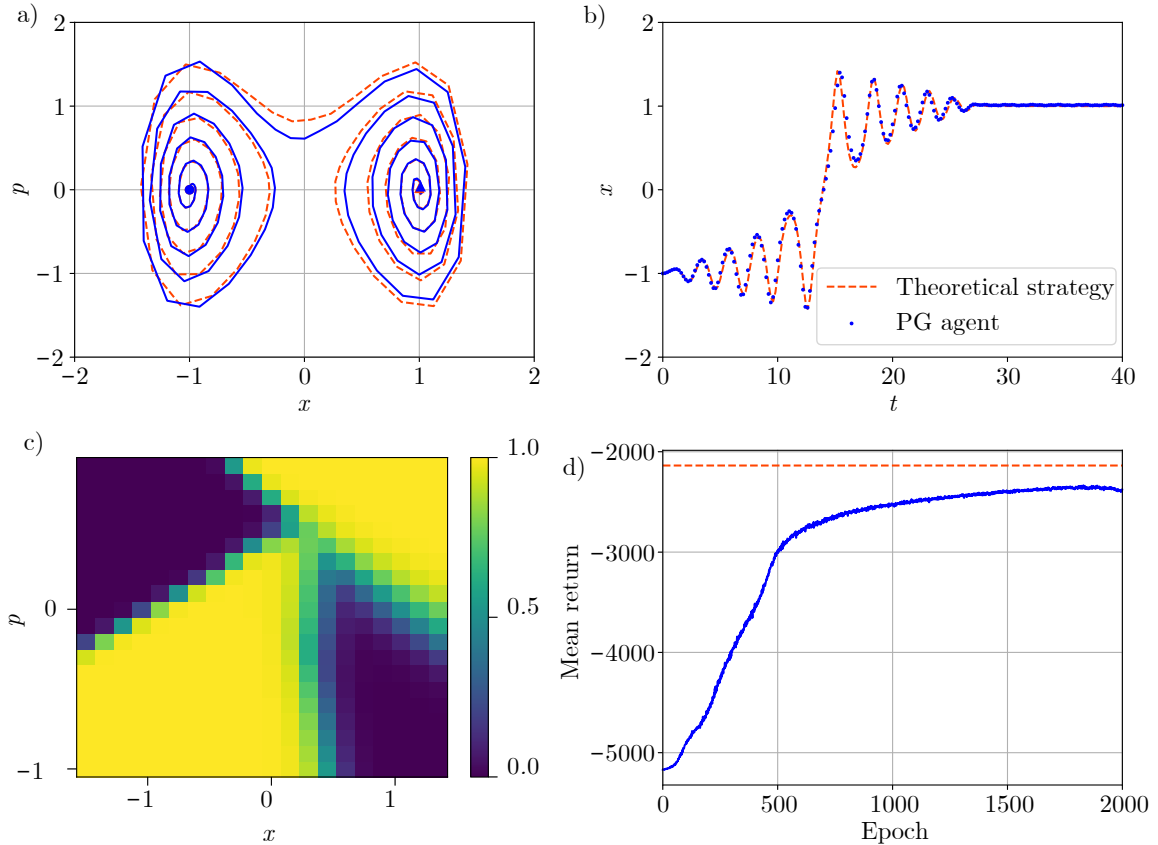 a)
2
1
0
−1
−2
p
−2
−1
0
1
2
x
b)
2
1
0
−1
−2
x
Theoretical strategy
PG agent
0
10
20
30
40
t
c)
0
−1
p
−1
0
1
x
1.0
0.5
0.0
d)
−2000
−3000
−4000
−5000
Mean return
0
500
1000
1500
2000
Epoch